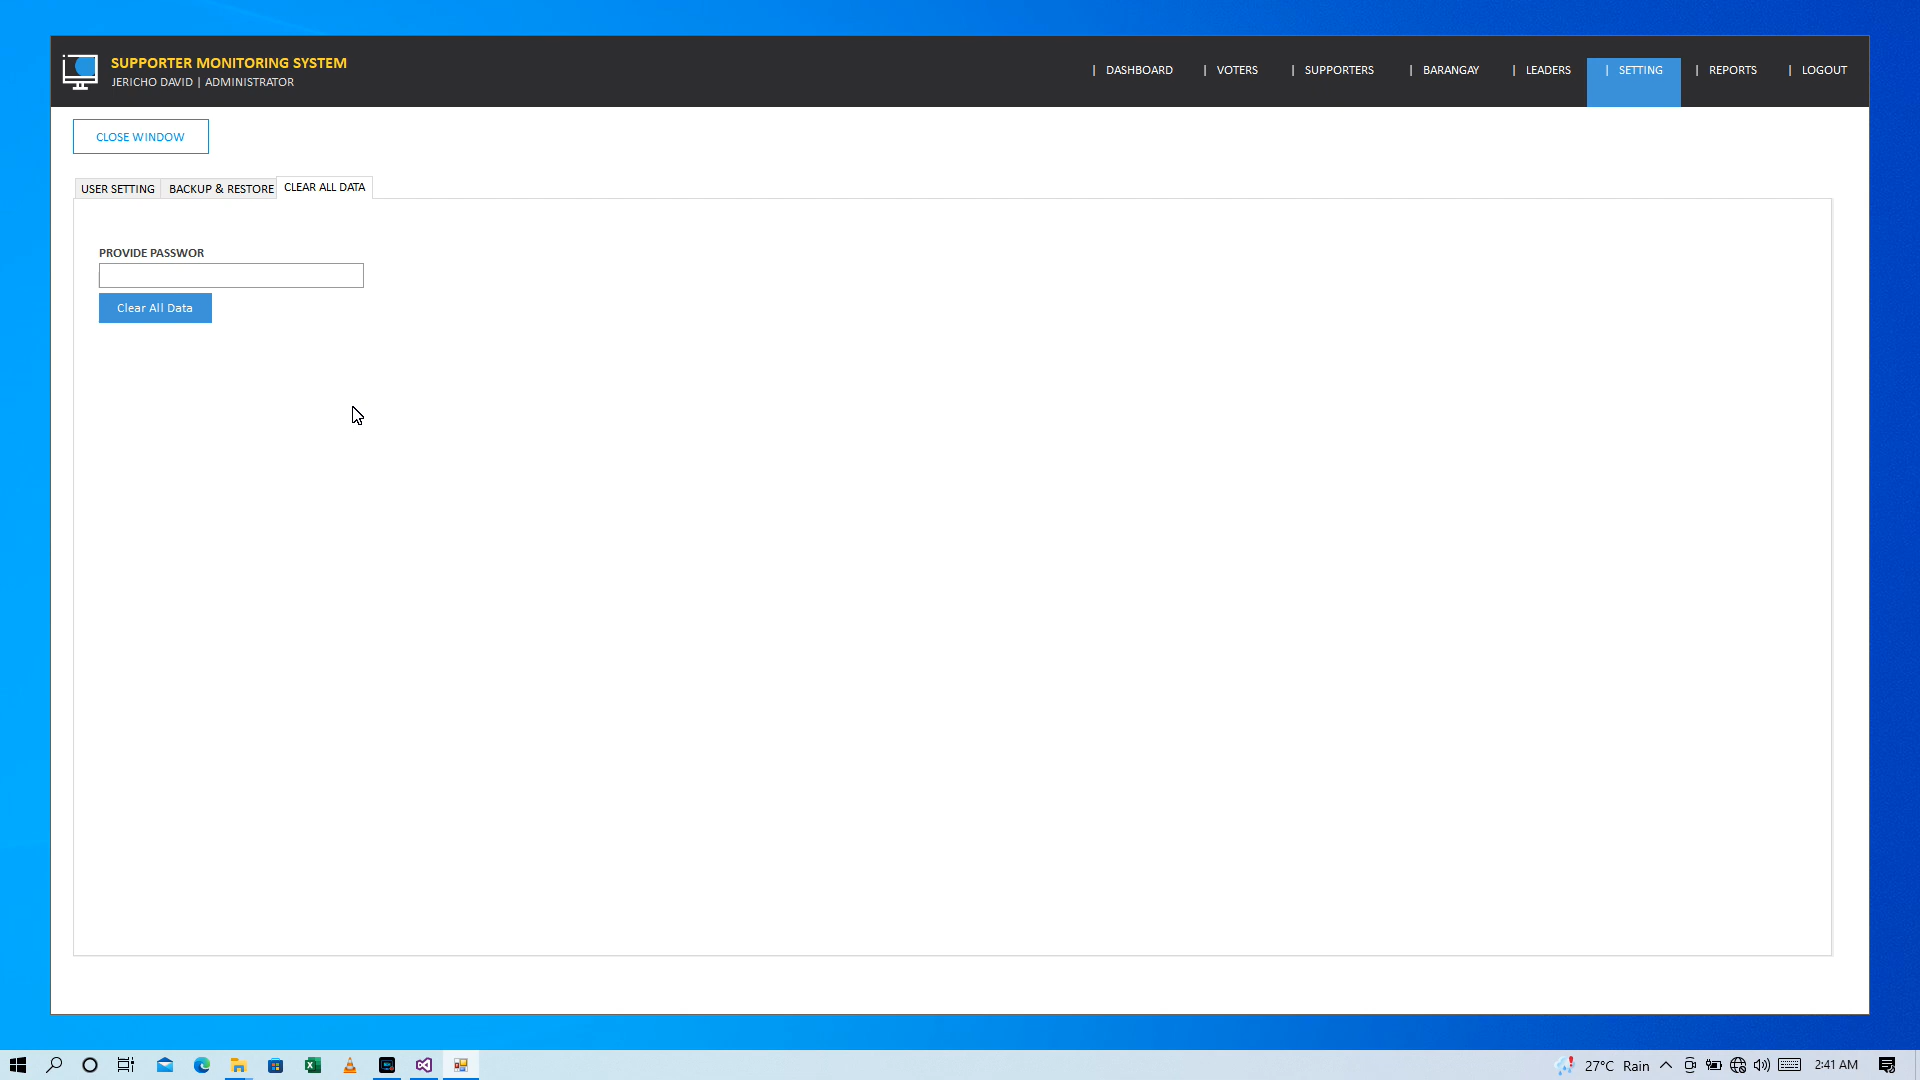 SUPPORTER MONITORING SYSTEM
JERICHO DAVID | ADMINISTRATOR
| DASHBOARD | VOTERS | SUPPORTERS | BARANGAY | LEADERS | SETTING | REPORTS | LOGOUT
CLOSE WINDOW
USER SETTING BACKUP & RESTORE CLEAR ALL DATA
PROVIDE PASSWOR
Clear All Data
27°C Rain 2:41 AM